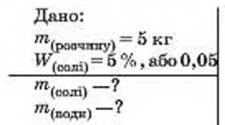 Дано:
m(розчину) = 5 кг
W(солі) = 5 %, або 0,05
m(солі) —?
m(води) —?